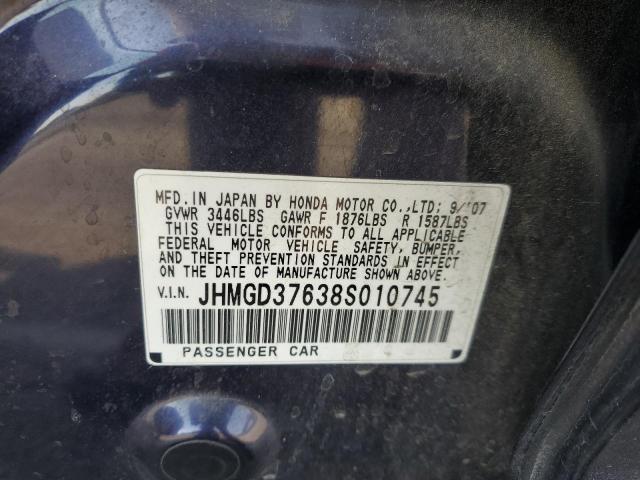 MFD. IN JAPAN BY HONDA MOTOR CO.,LTD: 9/'07
GVWR 3446LBS GAWR F 1876LBS R 1587LBS
THIS VEHICLE CONFORMS TO ALL APPLICABLE
FEDERAL MOTOR VEHICLE SAFETY, BUMPER,
AND THEFT PREVENTION STANDARDS IN EFFECT
ON THE DATE OF MANUFACTURE SHOWN ABOVE.
V.I.N. JHMGD37638S010745
PASSENGER CAR